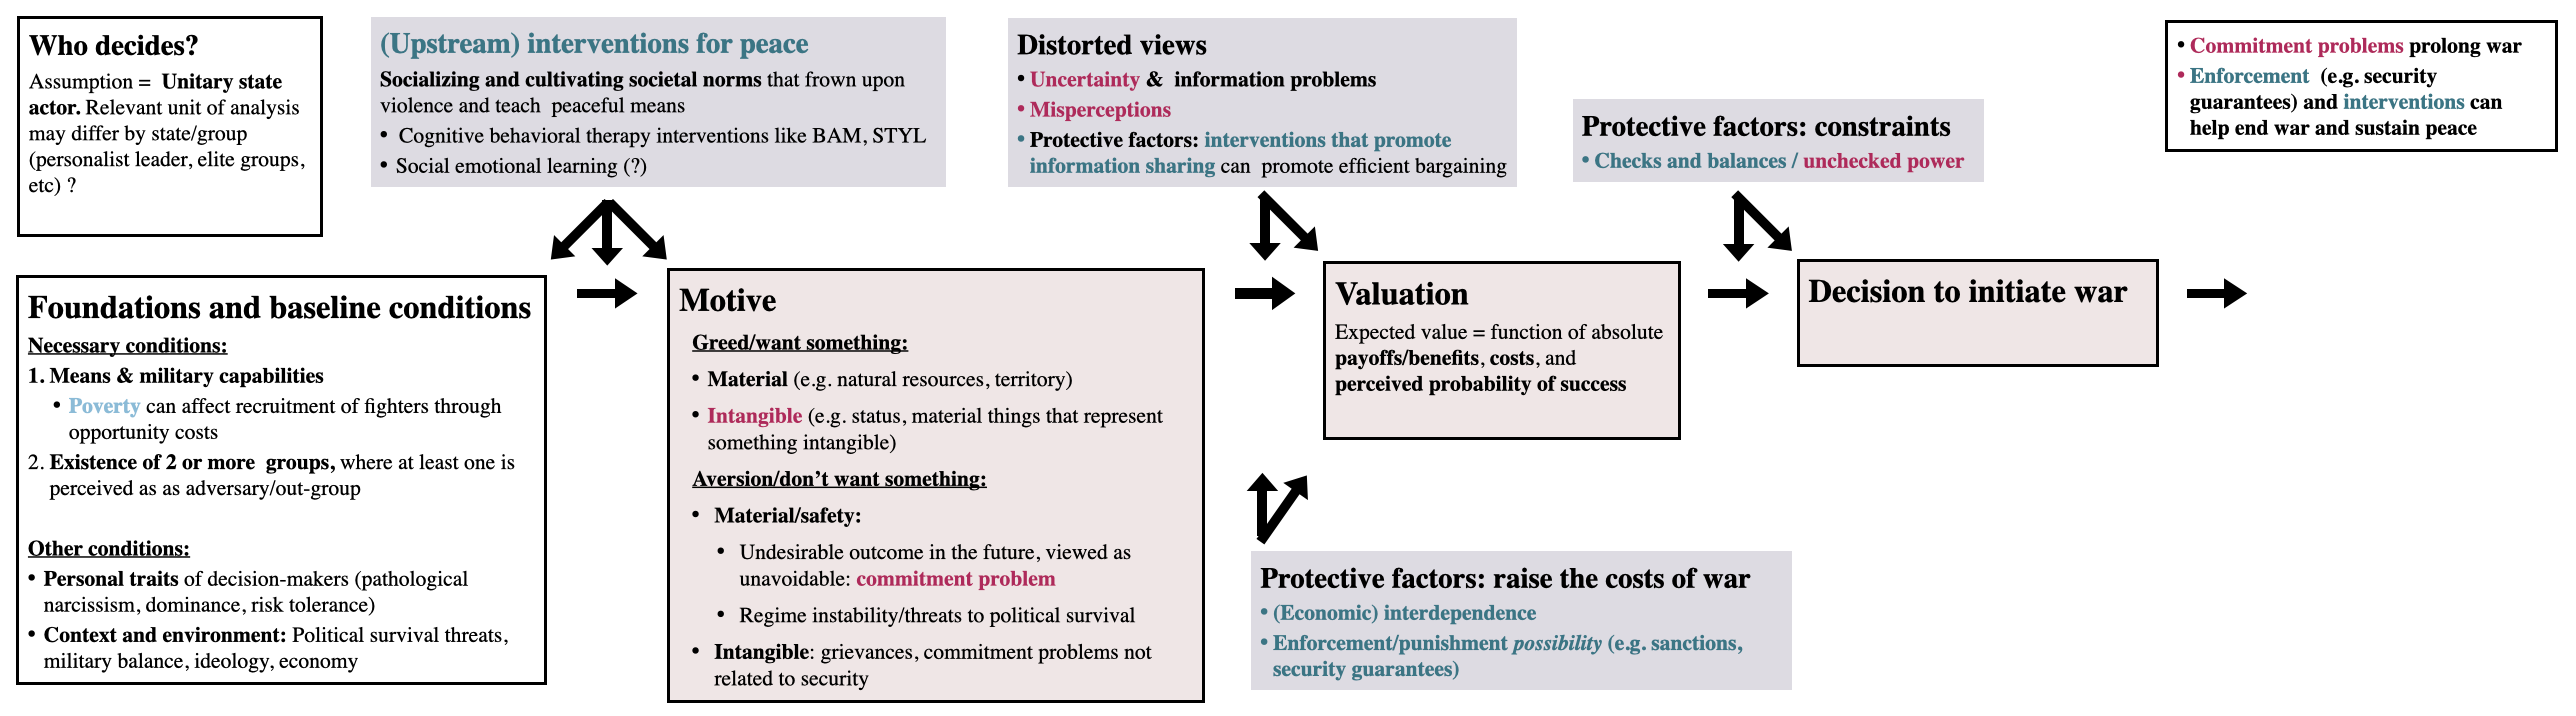 Who decides?
Assumption = Unitary state
actor. Relevant unit of analysis
may differ by state/group
(personalist leader, elite groups,
etc) ?
(Upstream) interventions for peace
Socializing and cultivating societal norms that frown upon
violence and teach peaceful means
• Cognitive behavioral therapy interventions like BAM, STYL
• Social emotional learning (?)
Distorted views
• Uncertainty & information problems
• Misperceptions
• Protective factors: interventions that promote
information sharing can promote efficient bargaining
Protective factors: constraints
• Checks and balances / unchecked power
• Commitment problems prolong war
• Enforcement (e.g. security
guarantees) and interventions can
help end war and sustain peace
Foundations and baseline conditions
Necessary conditions:
1. Means & military capabilities
• Poverty can affect recruitment of fighters through
opportunity costs
2. Existence of 2 or more groups, where at least one is
perceived as as adversary/out-group
Other conditions:
• Personal traits of decision-makers (pathological
narcissism, dominance, risk tolerance)
• Context and environment: Political survival threats,
military balance, ideology, economy
Motive
Greed/want something:
• Material (e.g. natural resources, territory)
• Intangible (e.g. status, material things that represent
something intangible)
Aversion/don’t want something:
• Material/safety:
• Undesirable outcome in the future, viewed as
unavoidable: commitment problem
• Regime instability/threats to political survival
• Intangible: grievances, commitment problems not
related to security
Valuation
Expected value = function of absolute
payoffs/benefits, costs, and
perceived probability of success
Decision to initiate war
Protective factors: raise the costs of war
• (Economic) interdependence
• Enforcement/punishment possibility (e.g. sanctions,
security guarantees)